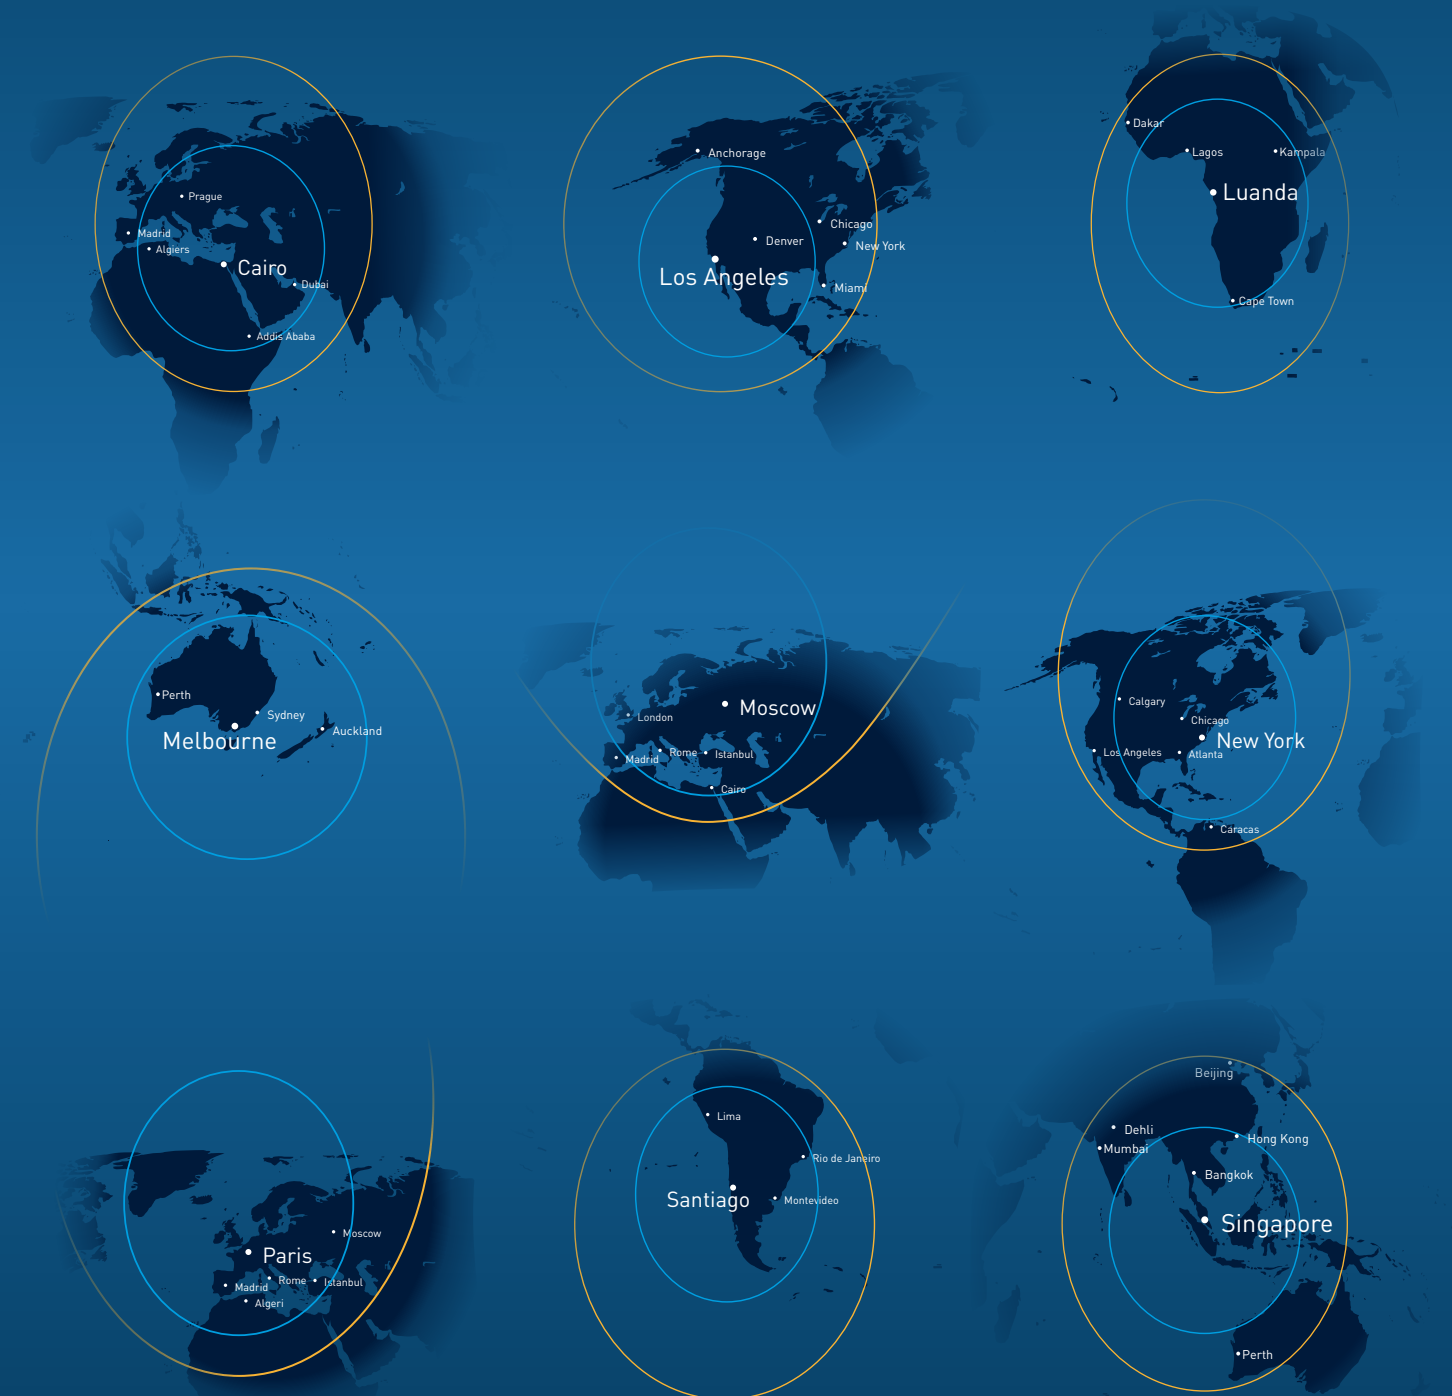 Prague
Madrid
Algiers
Cairo
Dubai
Addis Ababa
Anchorage
Chicago
Denver
New York
Los Angeles
Miami
Dakar
Lagos
Kampala
Luanda
Cape Town
Perth
Sydney
Auckland
Melbourne
Moscow
London
Rome
Istanbul
Madrid
Cairo
Calgary
Chicago
New York
Los Angeles
Atlanta
Caracas
Moscow
Paris
Rome
Istanbul
Madrid
Algeri
Lima
Rio de Janeiro
Santiago
Montevideo
Beijing
Dehli
Hong Kong
Mumbai
Bangkok
Singapore
Perth